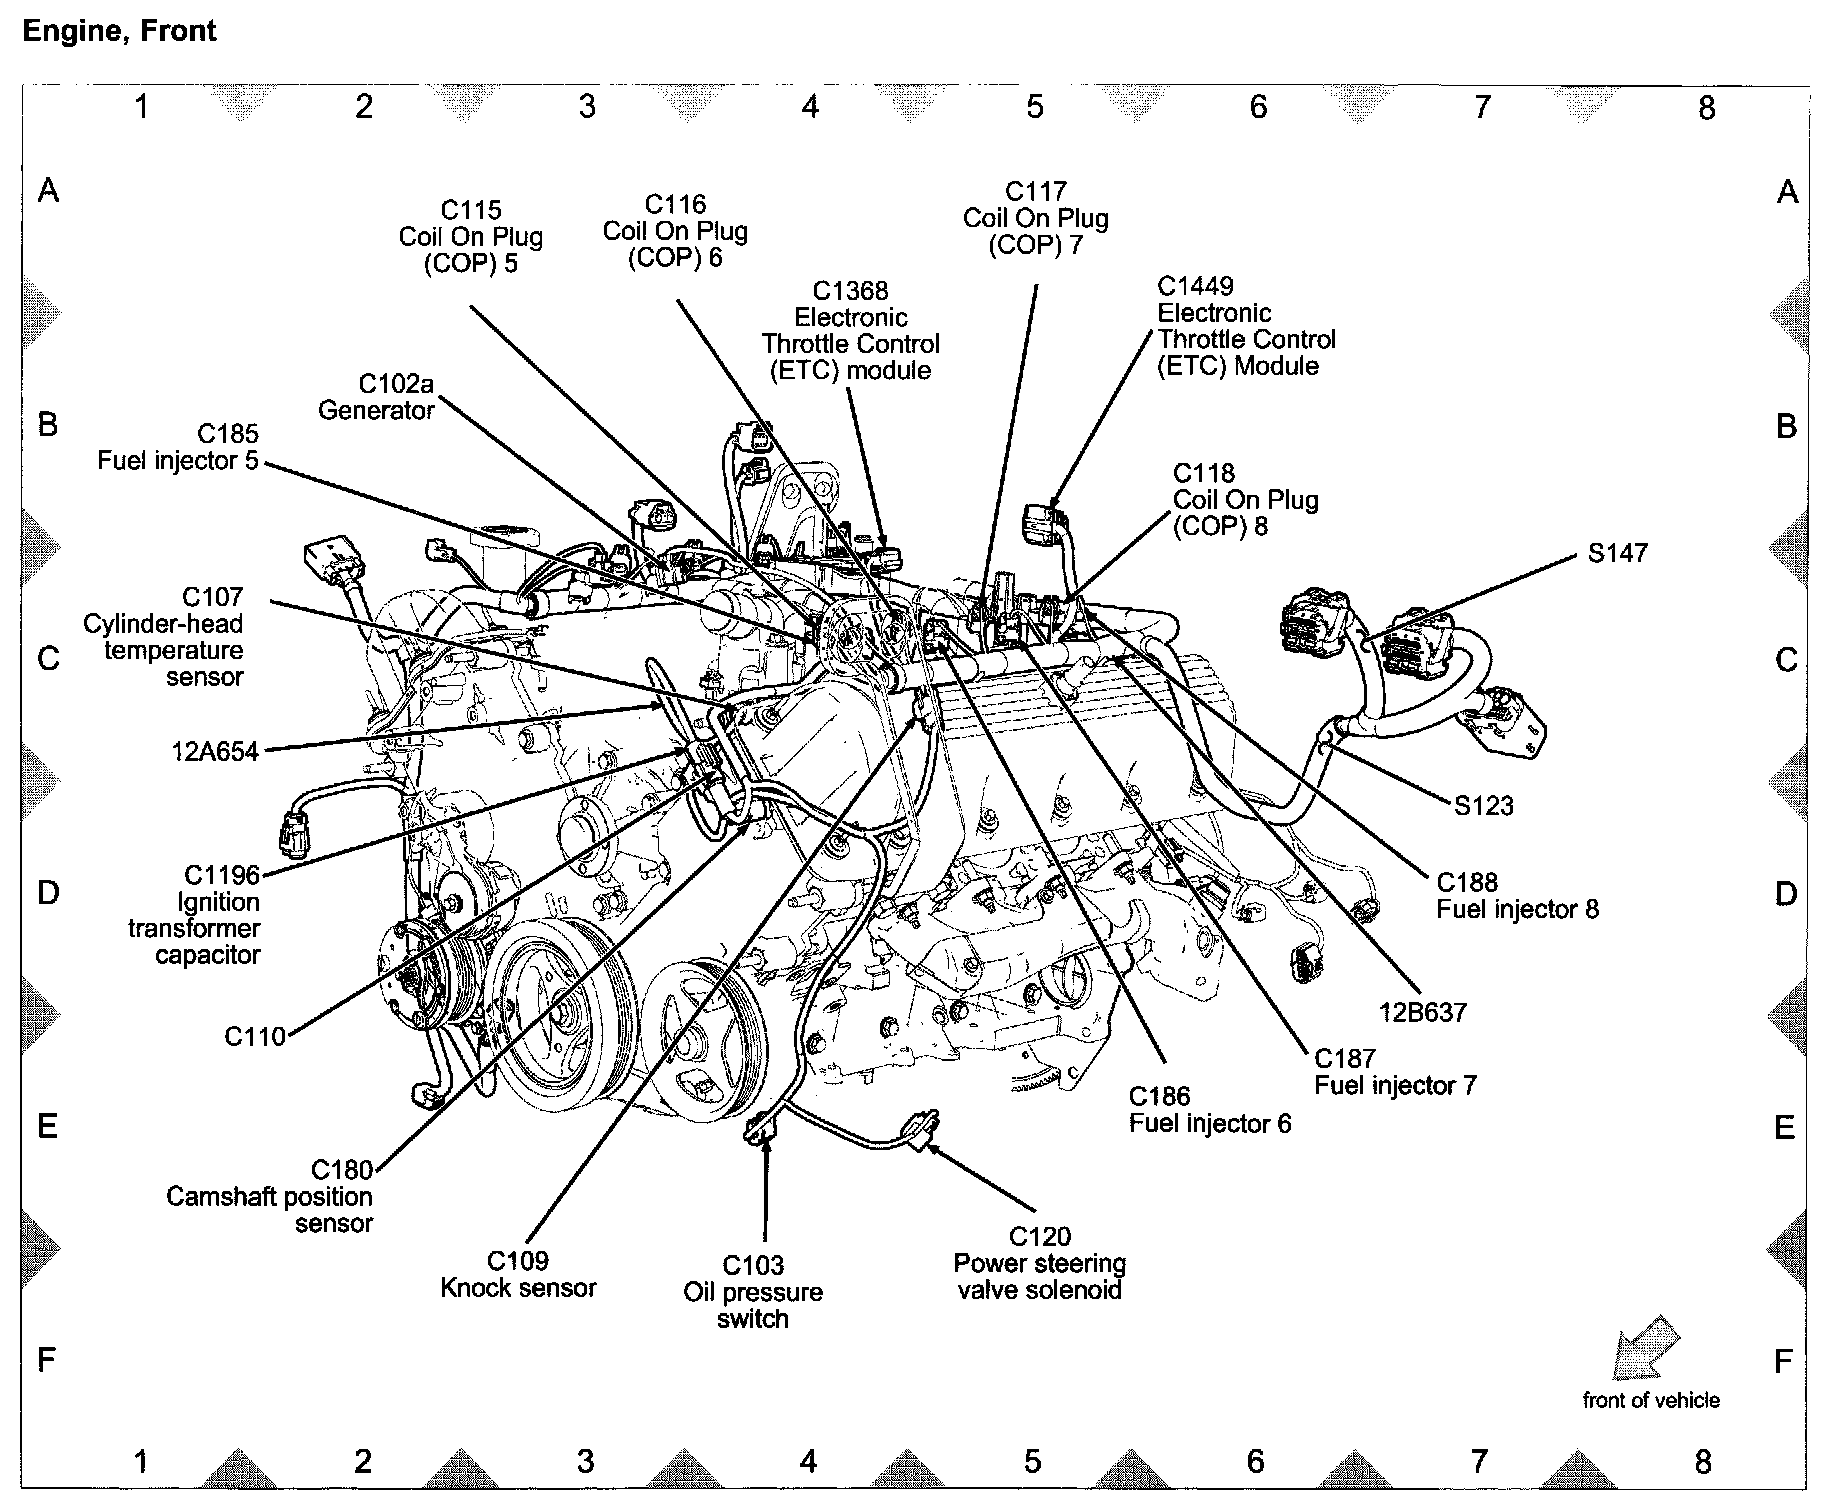 Engine, Front
1 2 3 4 5 6 7 8
A A
C115
Coil On Plug
(COP) 5
C116
Coil On Plug
(COP) 6
C117
Coil On Plug
(COP) 7
C1368
Electronic
Throttle Control
(ETC) module
C1449
Electronic
Throttle Control
(ETC) Module
C102a
Generator
B B
C185
Fuel injector 5
C118
Coil On Plug
(COP) 8
S147
C107
Cylinder-head
temperature
sensor
C C
12A654
S123
C1196
Ignition
transformer
capacitor
D D
C188
Fuel injector 8
12B637
C110
C187
Fuel injector 7
C186
Fuel injector 6
E E
C180
Camshaft position
sensor
C109
Knock sensor
C103
Oil pressure
switch
C120
Power steering
valve solenoid
F F
front of vehicle
1 2 3 4 5 6 7 8